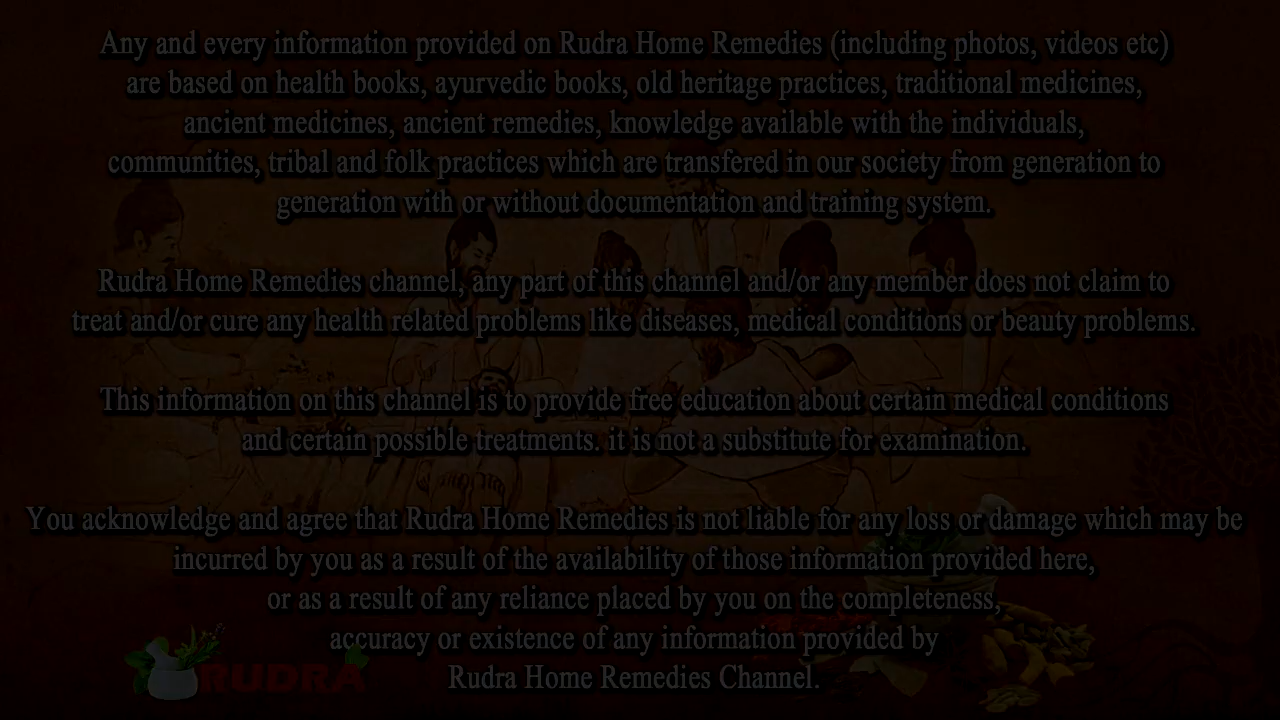 Any and every information provided on Rudra Home Remedies (including photos, videos etc)
are based on health books, ayurvedic books, old heritage practices, traditional medicines,
ancient medicines, ancient remedies, knowledge available with the individuals,
communities, tribal and folk practices which are transfered in our society from generation to
generation with or without documentation and training system.
Rudra Home Remedies channel, any part of this channel and/or any member does not claim to
treat and/or cure any health related problems like diseases, medical conditions or beauty problems.
This information on this channel is to provide free education about certain medical conditions
and certain possible treatments. it is not a substitute for examination.
You acknowledge and agree that Rudra Home Remedies is not liable for any loss or damage which may be
incurred by you as a result of the availability of those information provided here,
or as a result of any reliance placed by you on the completeness,
accuracy or existence of any information provided by
Rudra Home Remedies Channel.
RUDRA